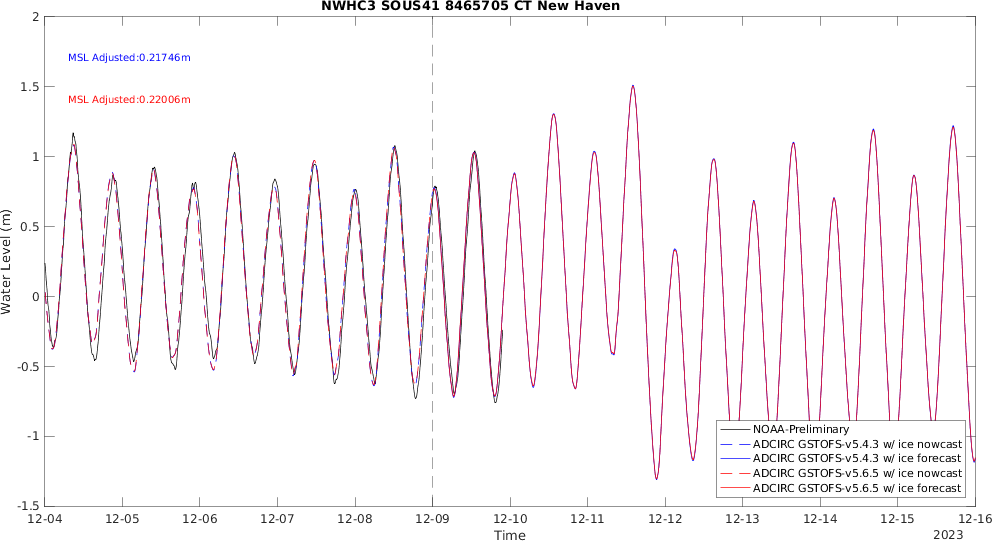 NWHC3 SOUS41 8465705 CT New Haven
MSL Adjusted:0.21746m
MSL Adjusted:0.22006m
Water Level (m)
2
1.5
1
0.5
0
-0.5
-1
-1.5
NOAA-Preliminary
ADCIRC GSTOFS-v5.4.3 w/ ice nowcast
ADCIRC GSTOFS-v5.4.3 w/ ice forecast
ADCIRC GSTOFS-v5.6.5 w/ ice nowcast
ADCIRC GSTOFS-v5.6.5 w/ ice forecast
12-04 12-05 12-06 12-07 12-08 12-09 12-10 12-11 12-12 12-13 12-14 12-15 12-16
Time
2023